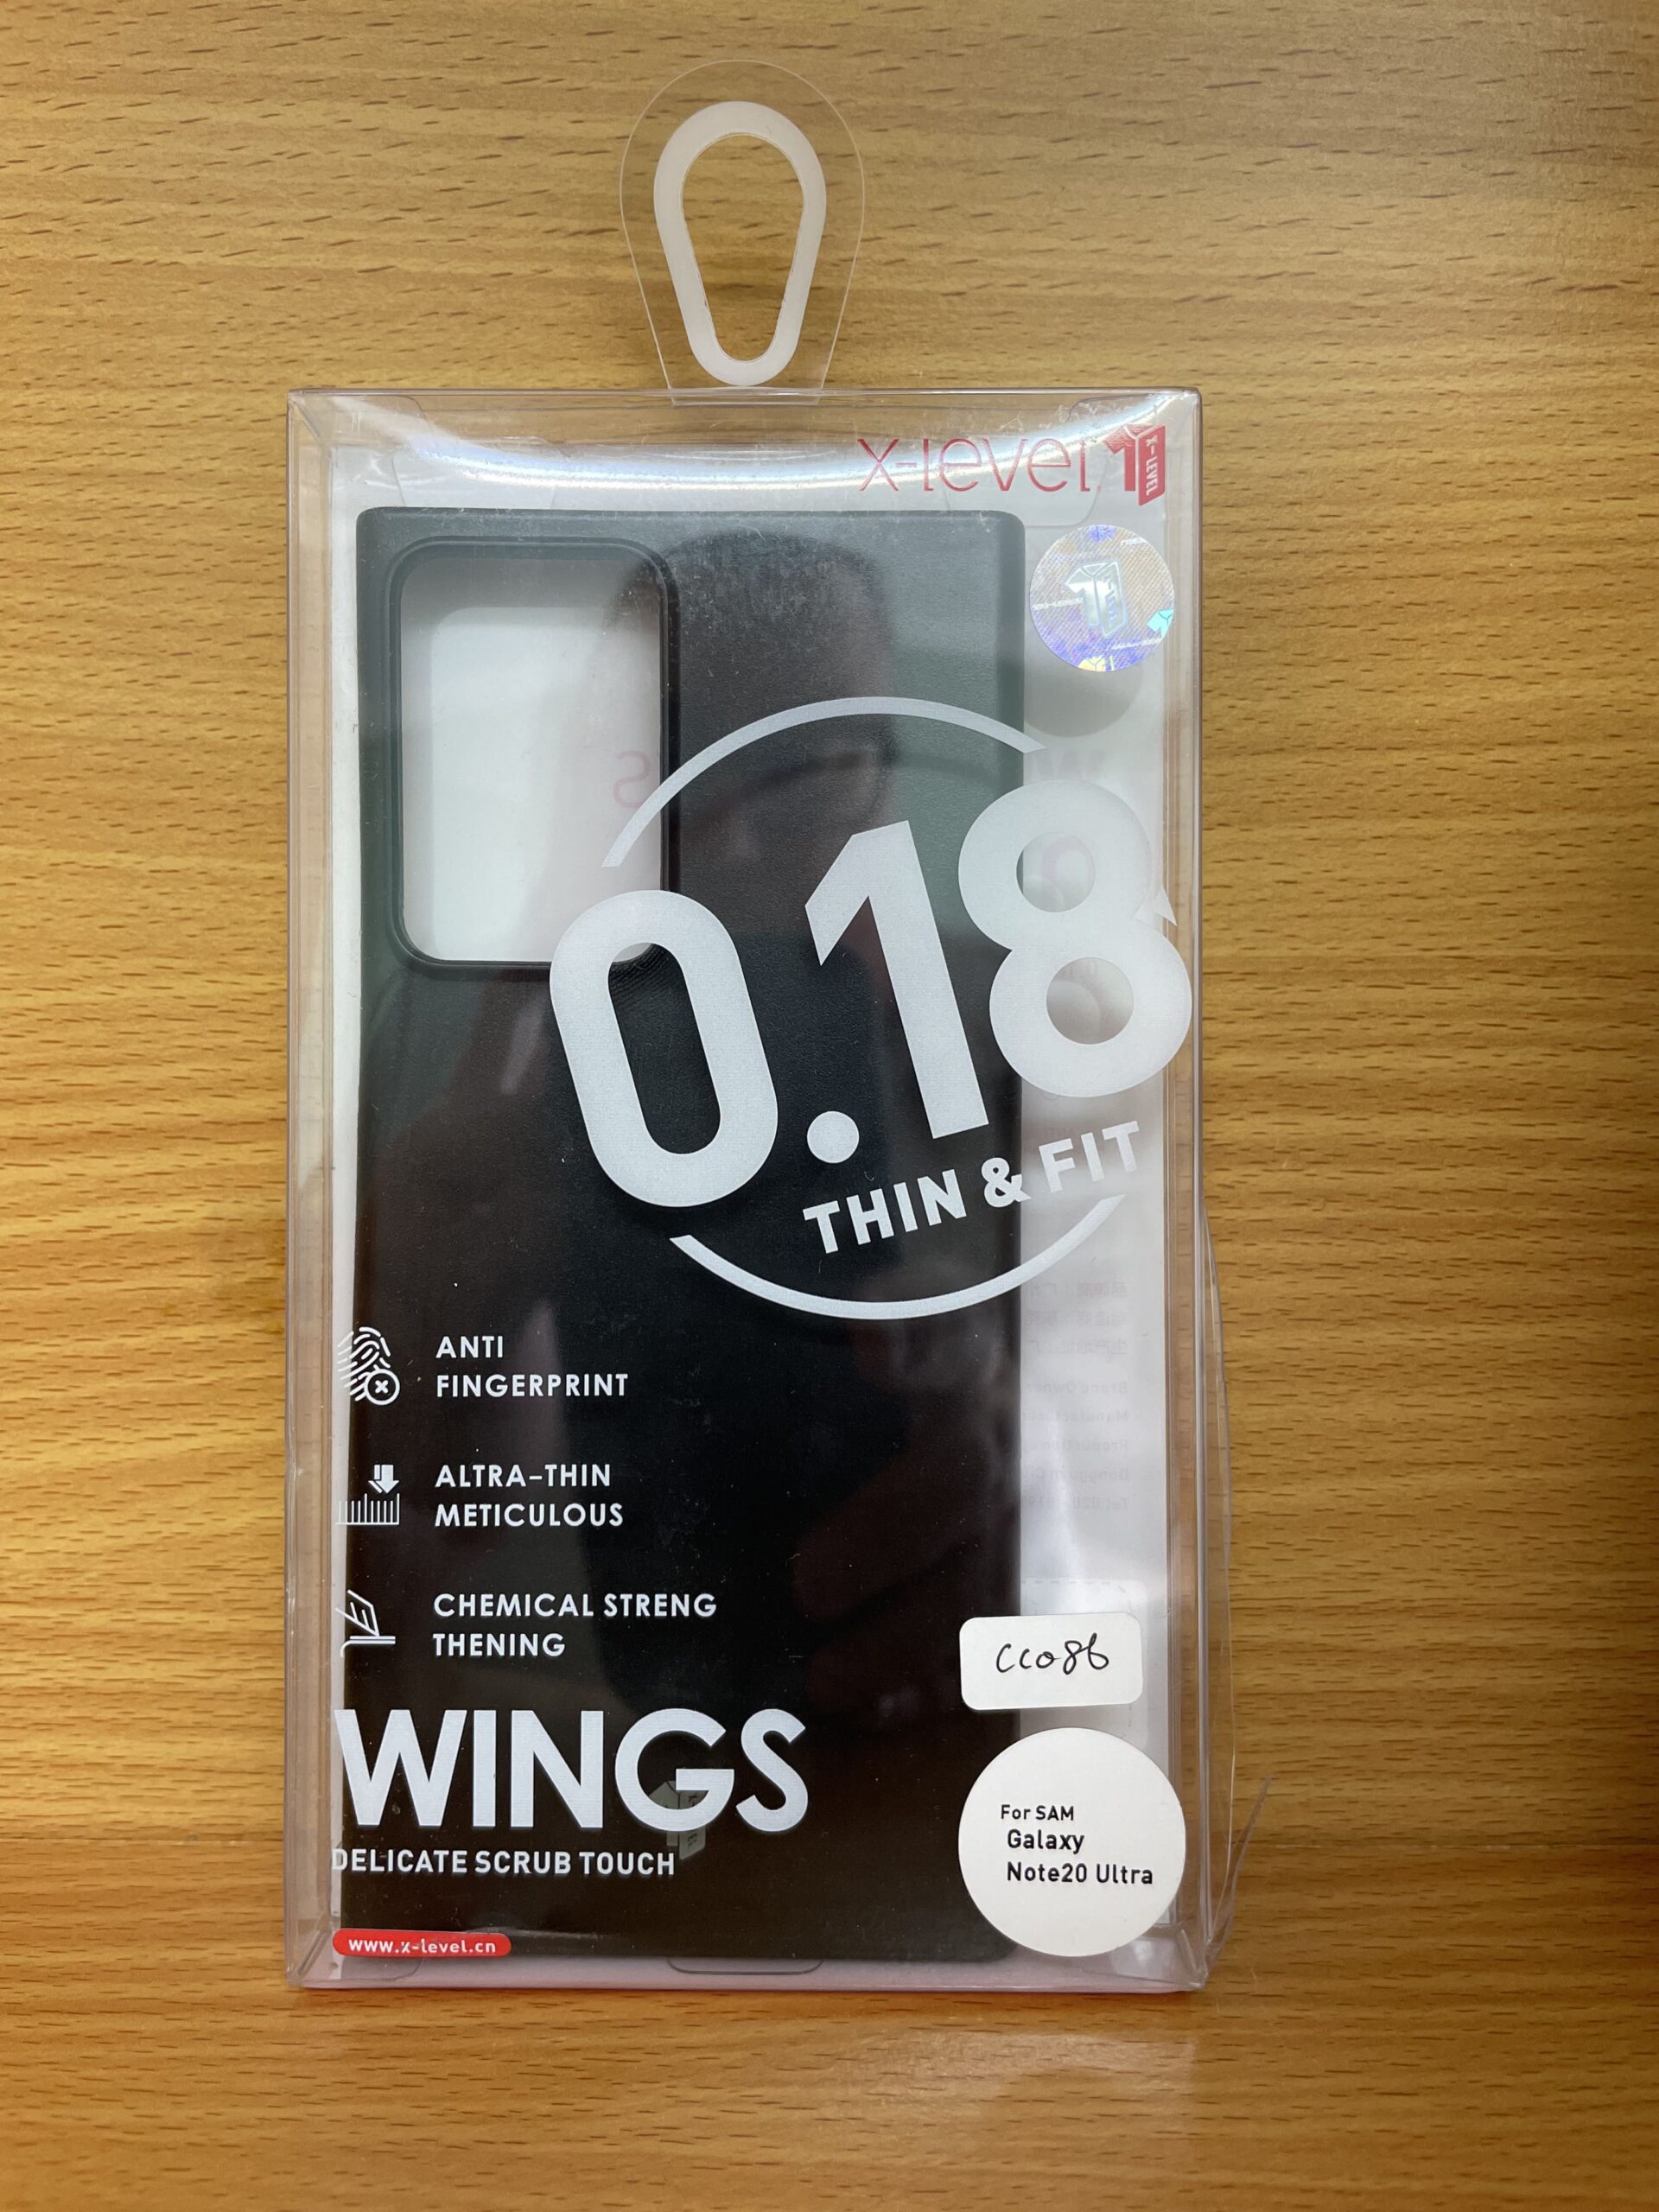 x-level
X-LEVEL
0.18
THIN & FIT
ANTI
FINGERPRINT
ALTRA-THIN
METICULOUS
CHEMICAL STRENG
THENING
CC086
WINGS
DELICATE SCRUB TOUCH
For SAM
Galaxy
Note20 Ultra
www.x-level.cn